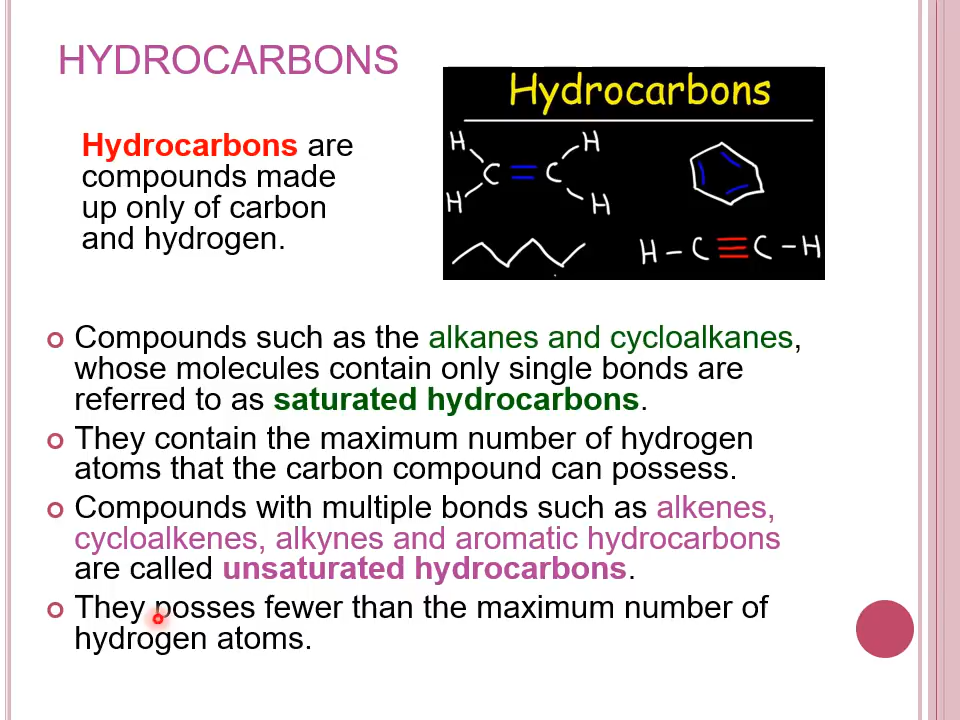 HYDROCARBONS
Hydrocarbons are
compounds made
up only of carbon
and hydrogen.
Hydrocarbons
H H
C = C
H H
H - C ≡ C - H
Compounds such as the alkanes and cycloalkanes,
whose molecules contain only single bonds are
referred to as saturated hydrocarbons.
They contain the maximum number of hydrogen
atoms that the carbon compound can possess.
Compounds with multiple bonds such as alkenes,
cycloalkenes, alkynes and aromatic hydrocarbons
are called unsaturated hydrocarbons.
They posses fewer than the maximum number of
hydrogen atoms.